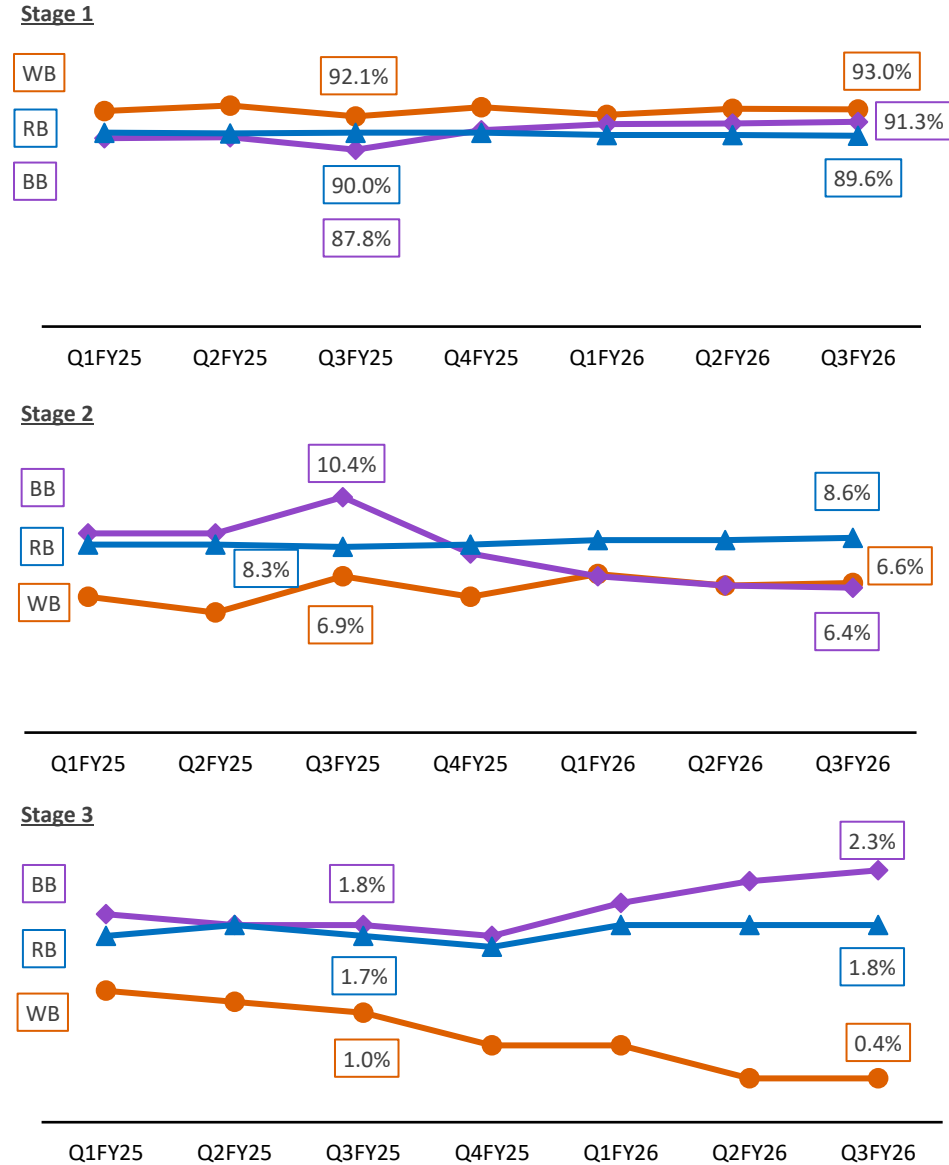 Stage 1
WB
92.1%
93.0%
RB
91.3%
BB
90.0%
89.6%
87.8%
Q1FY25 Q2FY25 Q3FY25 Q4FY25 Q1FY26 Q2FY26 Q3FY26
Stage 2
BB
10.4%
8.6%
RB
8.3%
6.6%
WB
6.9%
6.4%
Q1FY25 Q2FY25 Q3FY25 Q4FY25 Q1FY26 Q2FY26 Q3FY26
Stage 3
2.3%
BB
1.8%
RB
1.7%
1.8%
WB
1.0%
0.4%
Q1FY25 Q2FY25 Q3FY25 Q4FY25 Q1FY26 Q2FY26 Q3FY26